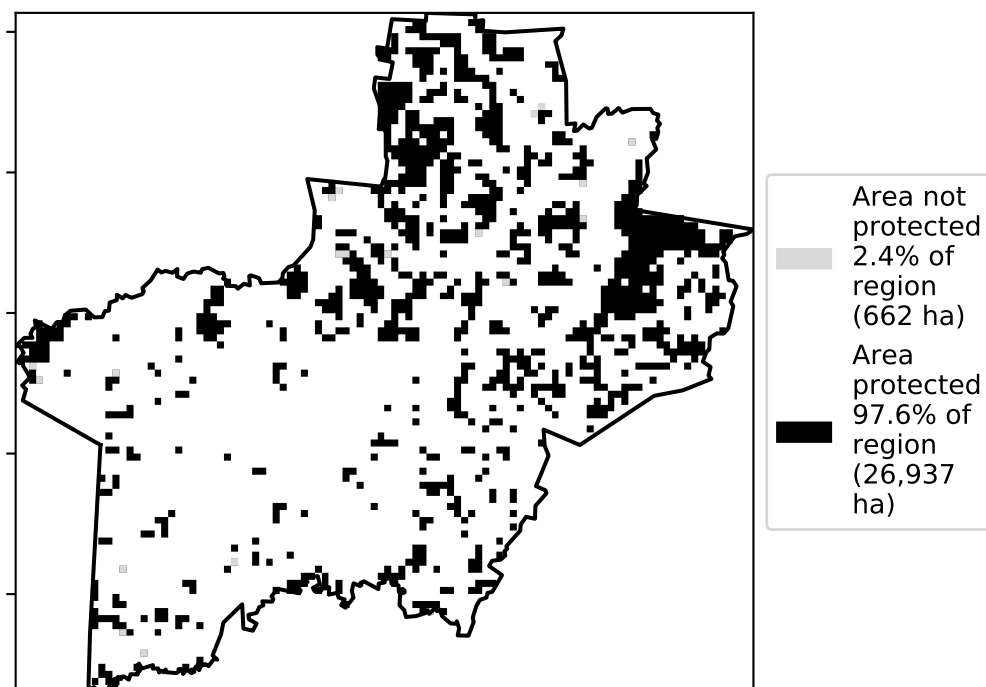 Area not
protected
2.4% of
region
(662 ha)
Area
protected
97.6% of
region
(26,937
ha)